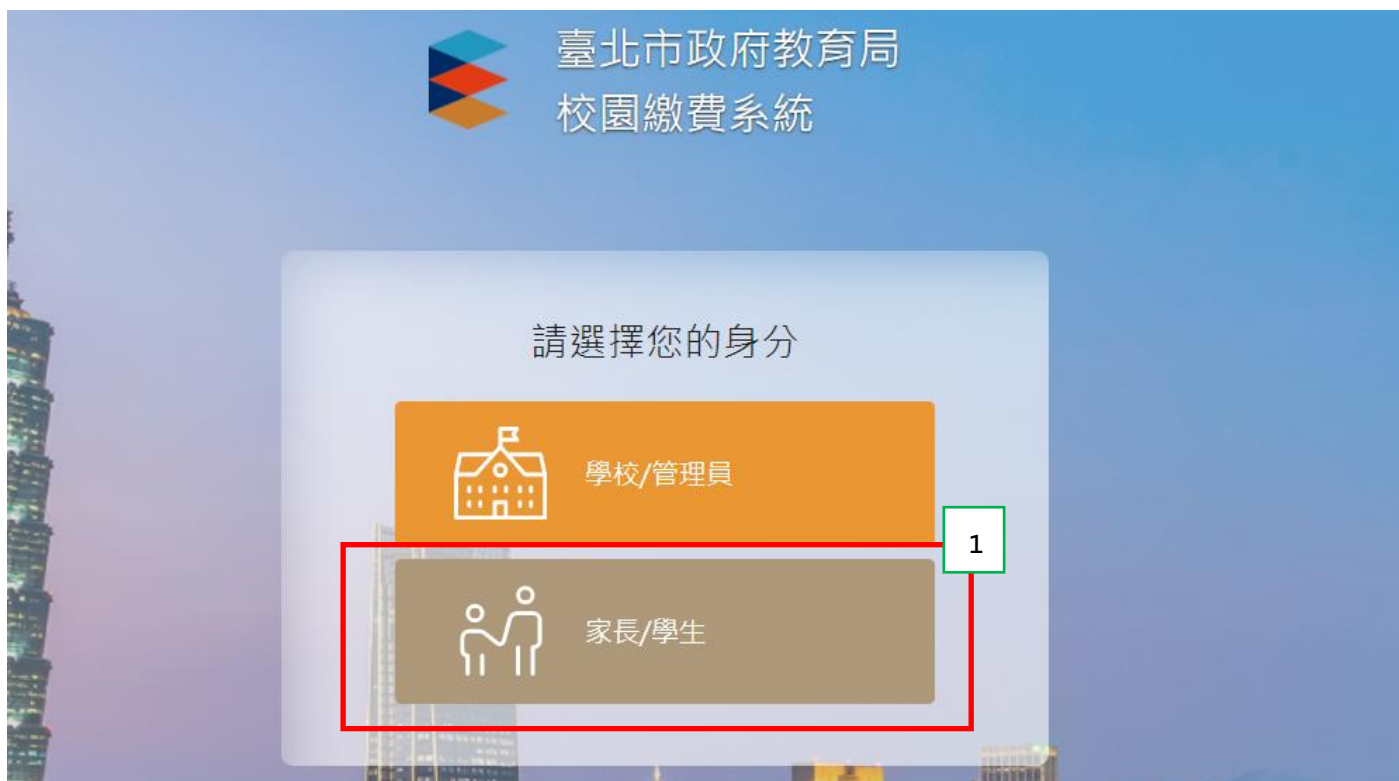 臺北市政府教育局
校園繳費系統
請選擇您的身分
學校/管理員
1
家長/學生